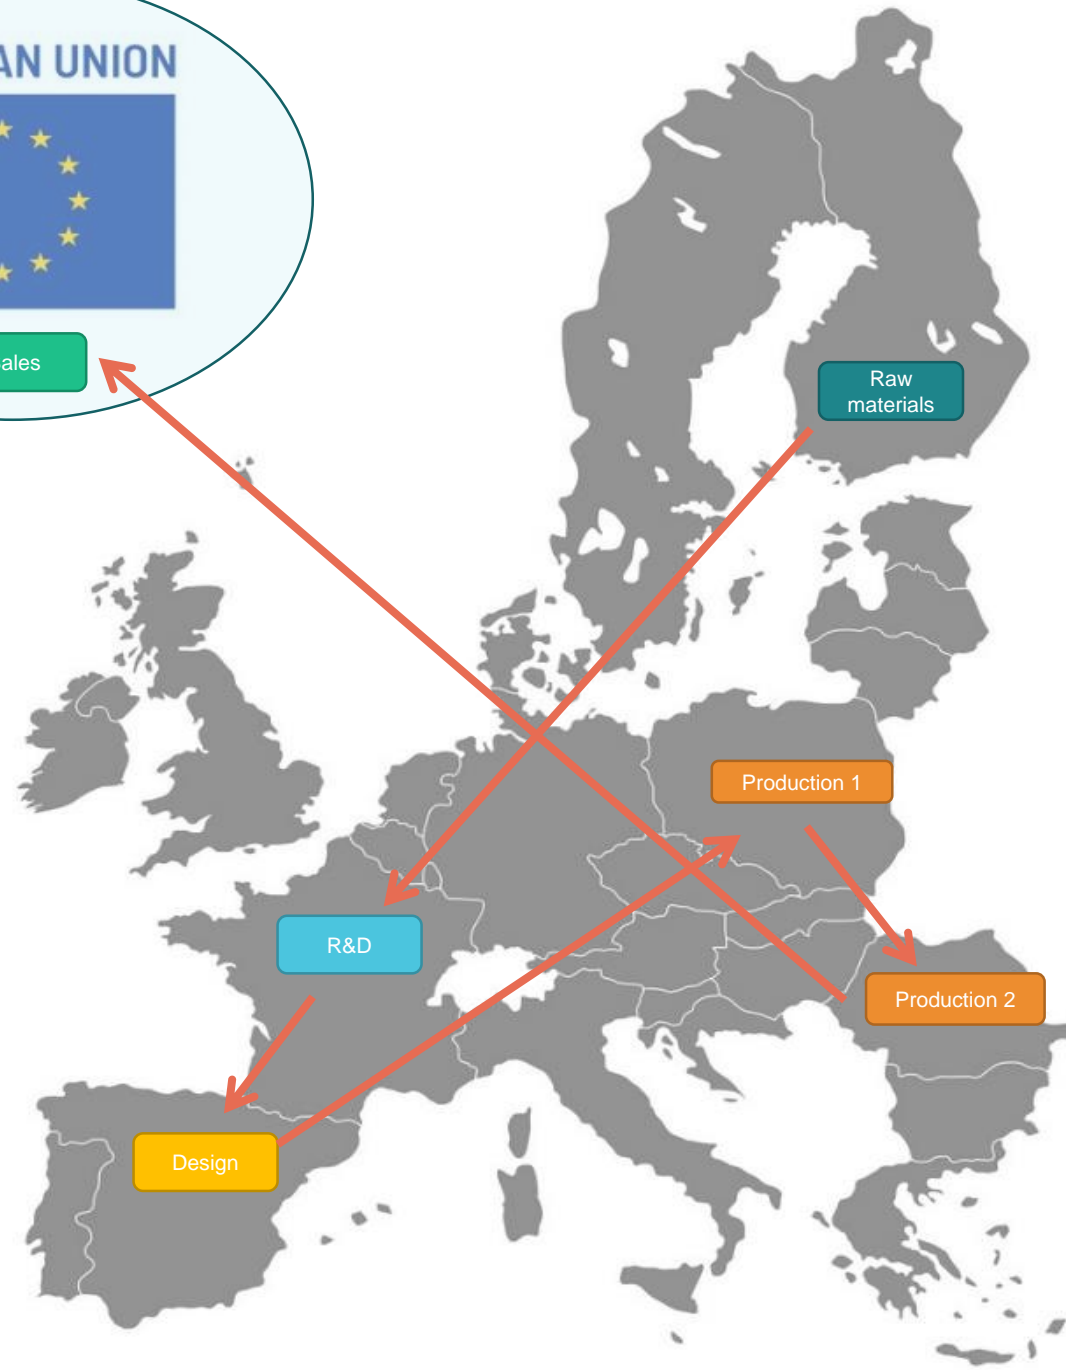 AN UNION
ales
Raw
materials
Production 1
R&D
Production 2
Design